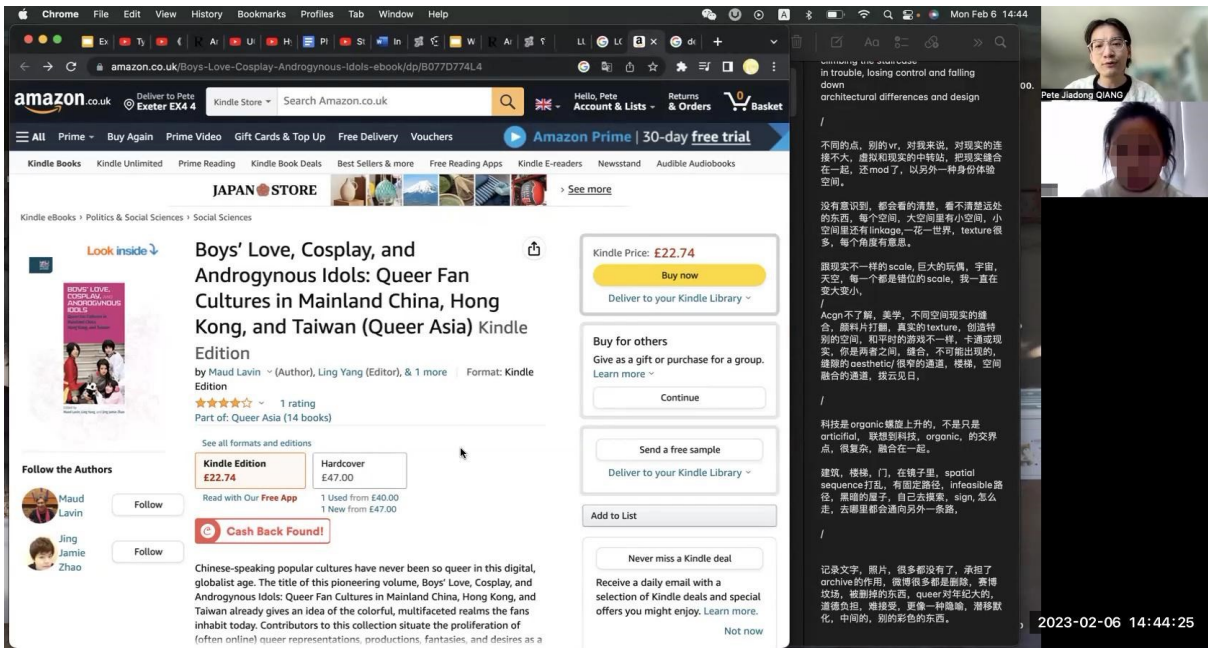 Chrome File Edit View History Bookmarks Profiles Tab Window Help
Mon Feb 6 14:44
amazon.co.uk/Boys-Love-Cosplay-Androgynous-Idols-ebook/dp/B077D774L4
amazon.co.uk
Deliver to Pete
Exeter EX4 4
Kindle Store
Search Amazon.co.uk
Hello, Pete
Account & Lists
Returns
& Orders
0
Basket
All Prime Buy Again Prime Video Gift Cards & Top Up Free Delivery Vouchers
Amazon Prime | 30-day free trial
Kindle Books Kindle Unlimited Prime Reading Kindle Book Deals Best Sellers & more Free Reading Apps Kindle E-readers Newsstand Audible Audiobooks
JAPAN STORE
> See more
Kindle eBooks › Politics & Social Sciences › Social Sciences
Look inside
BOYS' LOVE,
COSPLAY, AND
ANDROGYNOUS
IDOLS
Boys' Love, Cosplay, and
Androgynous Idols: Queer Fan
Cultures in Mainland China, Hong
Kong, and Taiwan (Queer Asia) Kindle
Edition
by Maud Lavin (Author), Ling Yang (Editor), & 1 more | Format: Kindle
Edition
1 rating
Part of: Queer Asia (14 books)
See all formats and editions
Kindle Edition
£22.74
Hardcover
£47.00
Read with Our Free App
1 Used from £40.00
1 New from £47.00
Cash Back Found!
Chinese-speaking popular cultures have never been so queer in this digital,
globalist age. The title of this pioneering volume, Boys' Love, Cosplay, and
Androgynous Idols: Queer Fan Cultures in Mainland China, Hong Kong, and
Taiwan already gives an idea of the colorful, multifaceted realms the fans
inhabit today. Contributors to this collection situate the proliferation of
(often online) queer representations, productions, fantasies, and desires as a
Follow the Authors
Maud
Lavin
Follow
Jing
Jamie
Zhao
Follow
Kindle Price: £22.74
Buy now
Deliver to your Kindle Library
Buy for others
Give as a gift or purchase for a group.
Learn more
Continue
Send a free sample
Deliver to your Kindle Library
Add to List
Never miss a Kindle deal
Receive a daily email with a
selection of Kindle deals and special
offers you might enjoy. Learn more.
Not now
climbing the staircase
in trouble, losing control and falling
down
architectural differences and design
/
不同的点，别的vr，对我来说，对现实的连
接不大，虚拟和现实的中转站，把现实缝合
在一起，还mod了，以另外一种身份体验
空间。
没有意识到，都会看的清楚，看不清楚远处
的东西，每个空间，大空间里有小空间，小
空间里还有linkage,一花一世界，texture很
多，每个角度有意思。
跟现实不一样的scale, 巨大的玩偶，宇宙，
天空，每一个都是错位的scale，我一直在
变大变小，
/
Acgn不了解，美学，不同空间现实的缝
合，颜料片打翻，真实的texture，创造特
别的空间，和平时的游戏不一样，卡通或现
实，你是两者之间，缝合，不可能出现的，
缝隙的aesthetic/ 很窄的通道，楼梯，空间
融合的通道，拨云见日，
/
科技是organic螺旋上升的，不是只是
articifial， 联想到科技，organic，的交界
点，很复杂，融合在一起。
建筑，楼梯，门，在镜子里，spatial
sequence打乱，有固定路径，infeasible路
径，黑暗的屋子，自己去摸索，sign, 怎么
走，去哪里都会通向另外一条路，
/
记录文字，照片，很多都没有了，承担了
archive的作用，微博很多都是删除，赛博
坟场，被删掉的东西，queer对年纪大的，
道德负担，难接受，更像一种隐喻，潜移默
化，中间的，别的彩色的东西。
Pete Jiadong QIANG
2023-02-06 14:44:25